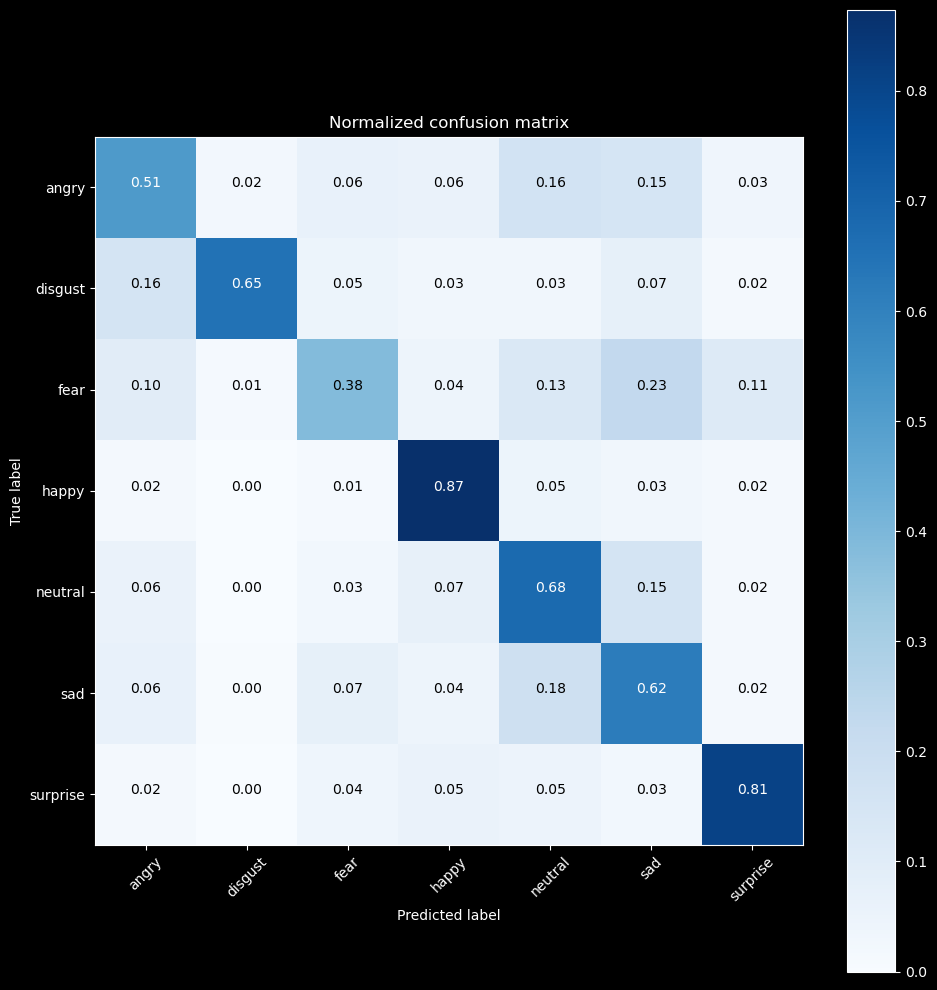 Normalized confusion matrix
angry 0.51 0.02 0.06 0.06 0.16 0.15 0.03
disgust 0.16 0.65 0.05 0.03 0.03 0.07 0.02
fear 0.10 0.01 0.38 0.04 0.13 0.23 0.11
happy 0.02 0.00 0.01 0.87 0.05 0.03 0.02
neutral 0.06 0.00 0.03 0.07 0.68 0.15 0.02
sad 0.06 0.00 0.07 0.04 0.18 0.62 0.02
surprise 0.02 0.00 0.04 0.05 0.05 0.03 0.81
True label
angry disgust fear happy neutral sad surprise
Predicted label
0.8
0.7
0.6
0.5
0.4
0.3
0.2
0.1
0.0